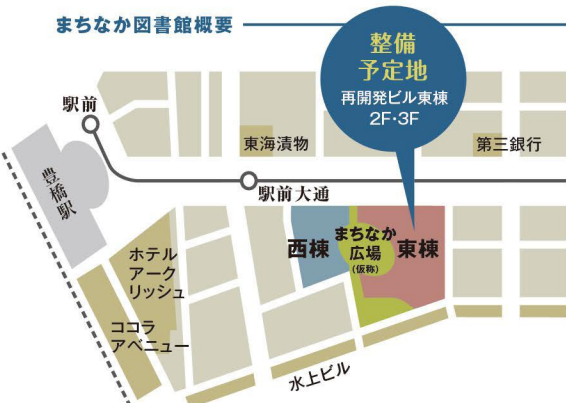 まちなか図書館概要
整備
予定地
再開発ビル東棟
2F・3F
駅前
東海漬物
第三銀行
豊橋駅
駅前大通
西棟
まちなか
広場
(仮称)
東棟
ホテル
アーク
リッシュ
ココラ
アベニュー
水上ビル